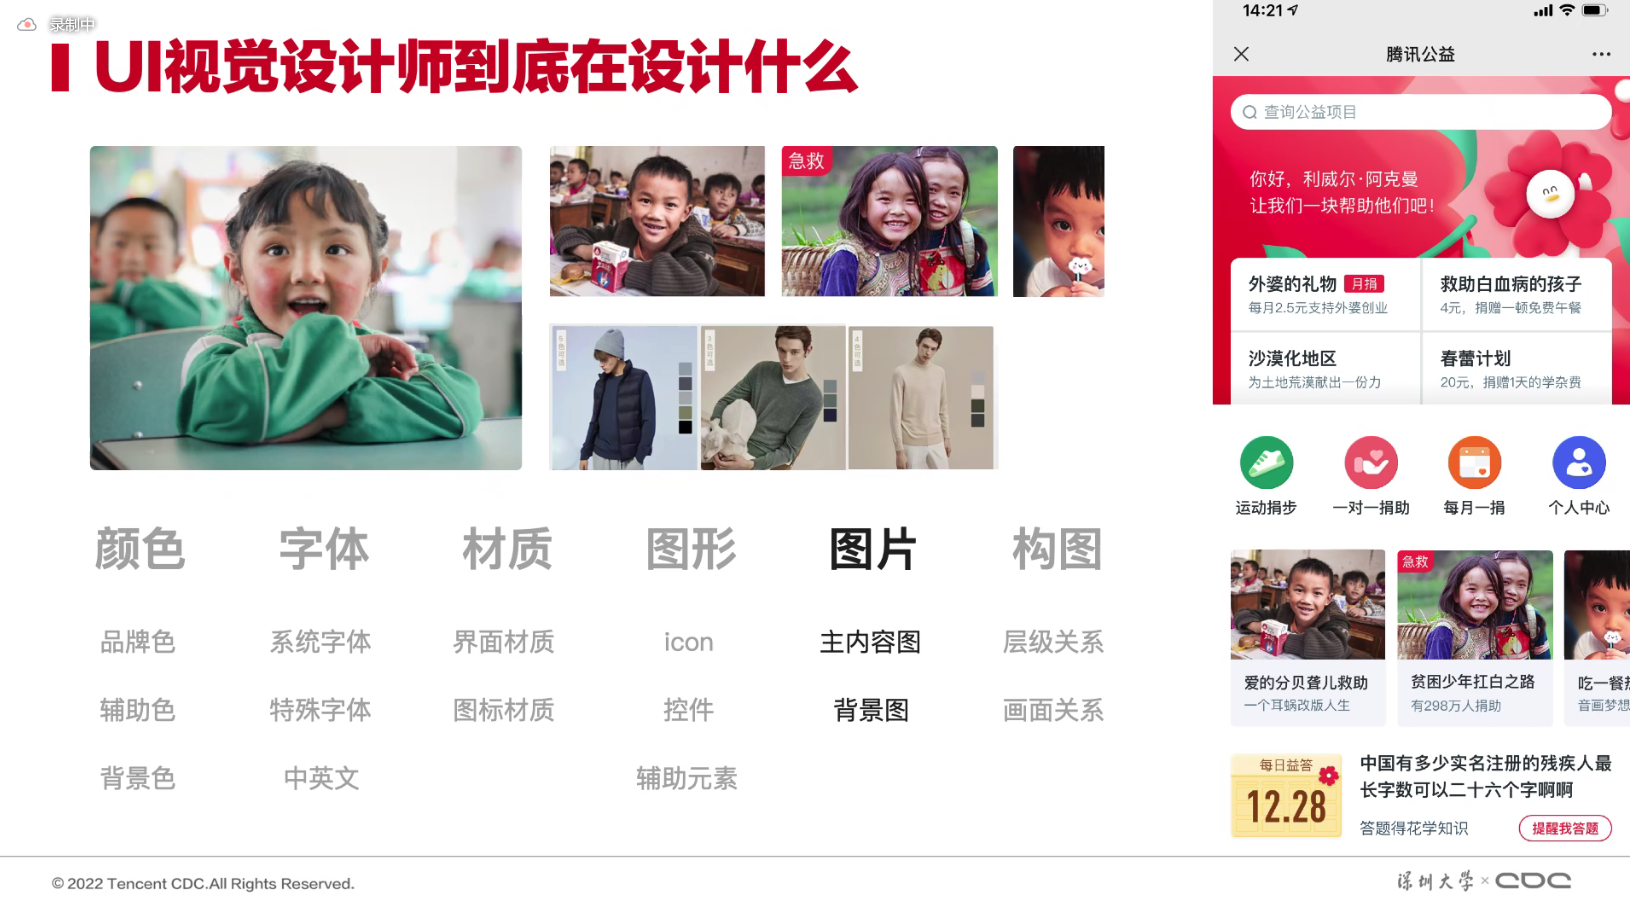 录制中
UI视觉设计师到底在设计什么
急救
5色可选
3色可选
4色可选
颜色 字体 材质 图形 图片 构图
品牌色 系统字体 界面材质 icon 主内容图 层级关系
辅助色 特殊字体 图标材质 控件 背景图 画面关系
背景色 中英文 辅助元素
14:21
腾讯公益
查询公益项目
你好，利威尔·阿克曼
让我们一块帮助他们吧！
外婆的礼物 月捐
每月2.5元支持外婆创业
救助白血病的孩子
4元，捐赠一顿免费午餐
沙漠化地区
为土地荒漠献出一份力
春蕾计划
20元，捐赠1天的学杂费
运动捐步 一对一捐助 每月一捐 个人中心
急救
爱的分贝聋儿救助
一个耳蜗改版人生
贫困少年扛白之路
有298万人捐助
吃一餐
音画梦想
每日益答
12.28
中国有多少实名注册的残疾人最
长字数可以二十六个字啊啊
答题得花学知识
提醒我答题
© 2022 Tencent CDC.All Rights Reserved.
深圳大学 × CDC